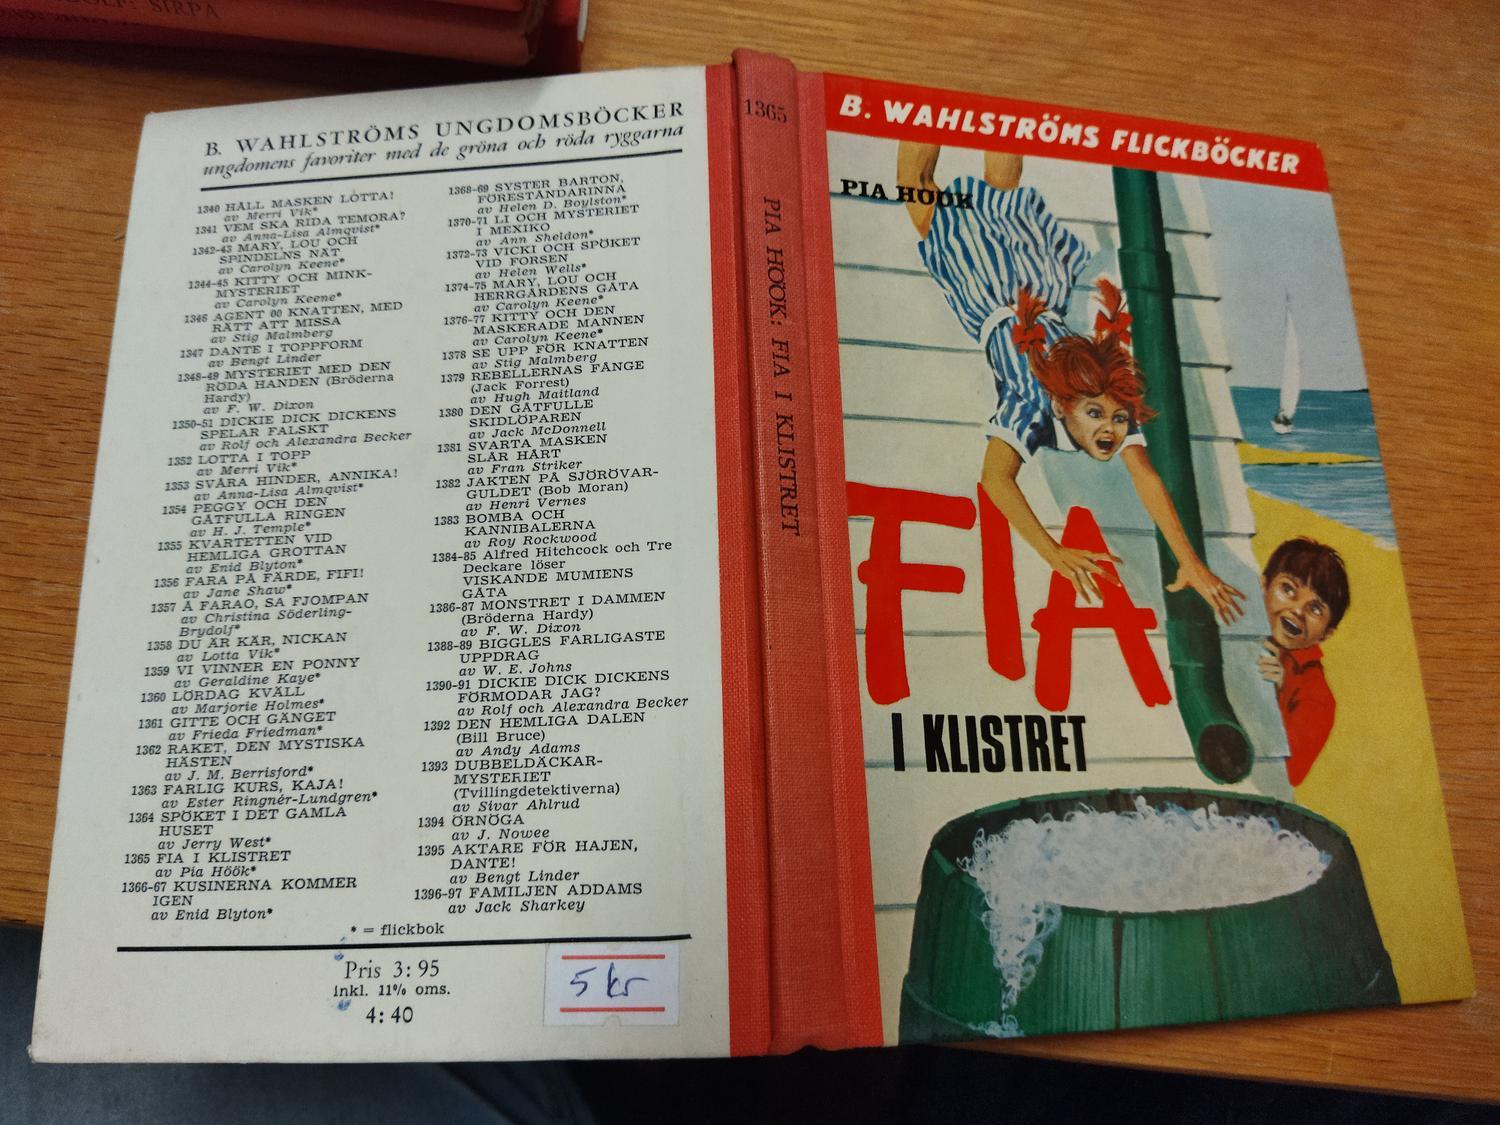 GOLF: SIRPA
B. WAHLSTRÖMS UNGDOMSBÖCKER
ungdomens favoriter med de gröna och röda ryggarna
1340 HÅLL MASKEN LOTTA!
av Merri Vik*
1341 VEM SKA RIDA TEMORA?
av Anna-Lisa Almqvist*
1342-43 MARY, LOU OCH
SPINDELNS NÄT
av Carolyn Keene*
1344-45 KITTY OCH MINK-
MYSTERIET
av Carolyn Keene*
1346 AGENT 00 KNATTEN, MED
RÄTT ATT MISSA
av Stig Malmberg
1347 DANTE I TOPPFORM
av Bengt Linder
1348-49 MYSTERIET MED DEN
RÖDA HANDEN (Bröderna
Hardy)
av F. W. Dixon
1350-51 DICKIE DICK DICKENS
SPELAR FALSKT
av Rolf och Alexandra Becker
1352 LOTTA I TOPP
av Merri Vik*
1353 SVÅRA HINDER, ANNIKA!
av Anna-Lisa Almqvist*
1354 PEGGY OCH DEN
GÅTFULLA RINGEN
av H. J. Temple*
1355 KVARTETTEN VID
HEMLIGA GROTTAN
av Enid Blyton*
1356 FARA PÅ FÄRDE, FIFI!
av Jane Shaw*
1357 Å FARAO, SA FJOMPAN
av Christina Söderling-
Brydolf*
1358 DU ÄR KÄR, NICKAN
av Lotta Vik*
1359 VI VINNER EN PONNY
av Geraldine Kaye*
1360 LÖRDAG KVÄLL
av Marjorie Holmes*
1361 GITTE OCH GÄNGET
av Frieda Friedman*
1362 RAKET, DEN MYSTISKA
HÄSTEN
av J. M. Berrisford*
1363 FARLIG KURS, KAJA!
av Ester Ringnér-Lundgren*
1364 SPÖKET I DET GAMLA
HUSET
av Jerry West*
1365 FIA I KLISTRET
av Pia Höök*
1366-67 KUSINERNA KOMMER
IGEN
av Enid Blyton*
1368-69 SYSTER BARTON,
FÖRESTÅNDARINNA
av Helen D. Boylston*
1370-71 LI OCH MYSTERIET
I MEXIKO
av Ann Sheldon*
1372-73 VICKI OCH SPÖKET
VID FORSEN
av Helen Wells*
1374-75 MARY, LOU OCH
HERRGÅRDENS GÅTA
av Carolyn Keene*
1376-77 KITTY OCH DEN
MASKERADE MANNEN
av Carolyn Keene*
1378 SE UPP FÖR KNATTEN
av Stig Malmberg
1379 REBELLERNAS FÅNGE
(Jack Forrest)
av Hugh Maitland
1380 DEN GÅTFULLE
SKIDLÖPAREN
av Jack McDonnell
1381 SVARTA MASKEN
SLÅR HÅRT
av Fran Striker
1382 JAKTEN PÅ SJÖRÖVAR-
GULDET (Bob Moran)
av Henri Vernes
1383 BOMBA OCH
KANNIBALERNA
av Roy Rockwood
1384-85 Alfred Hitchcock och Tre
Deckare löser
VISKANDE MUMIENS
GÅTA
1386-87 MONSTRET I DAMMEN
(Bröderna Hardy)
av F. W. Dixon
1388-89 BIGGLES FARLIGASTE
UPPDRAG
av W. E. Johns
1390-91 DICKIE DICK DICKENS
FÖRMODAR JAG?
av Rolf och Alexandra Becker
1392 DEN HEMLIGA DALEN
(Bill Bruce)
av Andy Adams
1393 DUBBELDÄCKAR-
MYSTERIET
(Tvillingdetektiverna)
av Sivar Ahlrud
1394 ÖRNÖGA
av J. Nowee
1395 AKTARE FÖR HAJEN,
DANTE!
av Bengt Linder
1396-97 FAMILJEN ADDAMS
av Jack Sharkey
* = flickbok
Pris 3:95
inkl. 11% oms.
4:40
5 kr
1365
PIA HÖÖK: FIA I KLISTRET
B. WAHLSTRÖMS FLICKBÖCKER
PIA HÖÖK
FIA
I KLISTRET